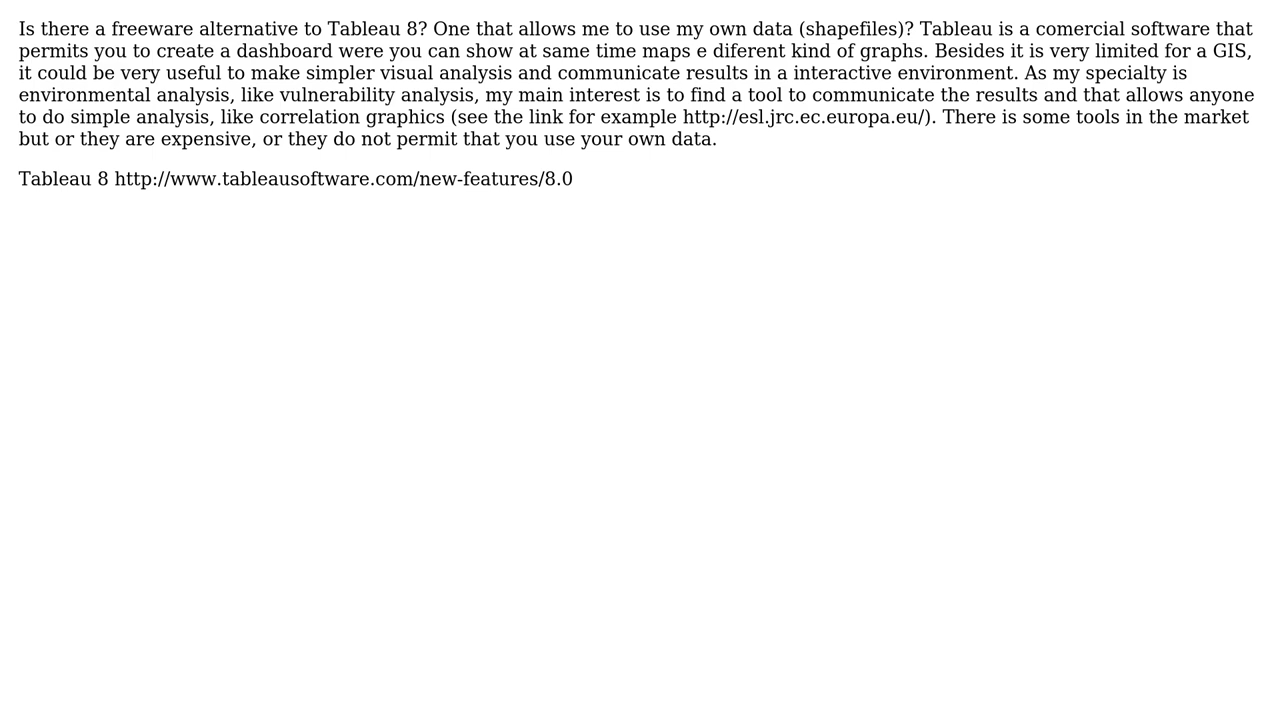 Is there a freeware alternative to Tableau 8? One that allows me to use my own data (shapefiles)? Tableau is a comercial software that
permits you to create a dashboard were you can show at same time maps e diferent kind of graphs. Besides it is very limited for a GIS,
it could be very useful to make simpler visual analysis and communicate results in a interactive environment. As my specialty is
environmental analysis, like vulnerability analysis, my main interest is to find a tool to communicate the results and that allows anyone
to do simple analysis, like correlation graphics (see the link for example http://esl.jrc.ec.europa.eu/). There is some tools in the market
but or they are expensive, or they do not permit that you use your own data.
Tableau 8 http://www.tableausoftware.com/new-features/8.0